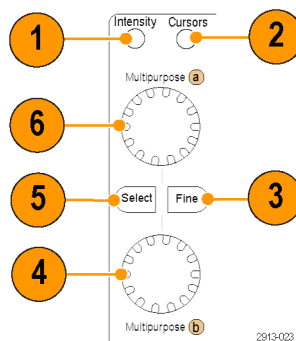 Intensity Cursors
1
2
Multipurpose a
6
5
Select
Fine
3
4
Multipurpose b
2913-023